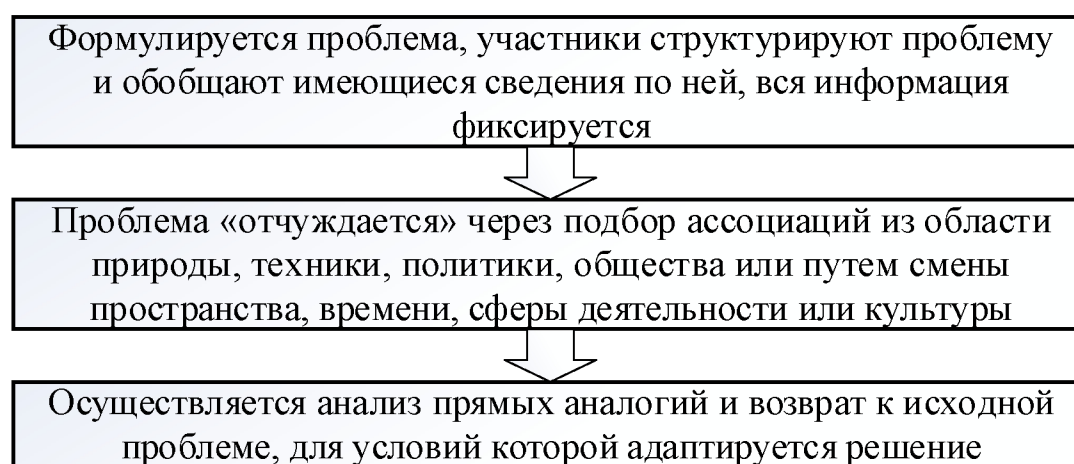 Формулируется проблема, участники структурируют проблему
и обобщают имеющиеся сведения по ней, вся информация
фиксируется
Проблема «отчуждается» через подбор ассоциаций из области
природы, техники, политики, общества или путем смены
пространства, времени, сферы деятельности или культуры
Осуществляется анализ прямых аналогий и возврат к исходной
проблеме, для условий которой адаптируется решение